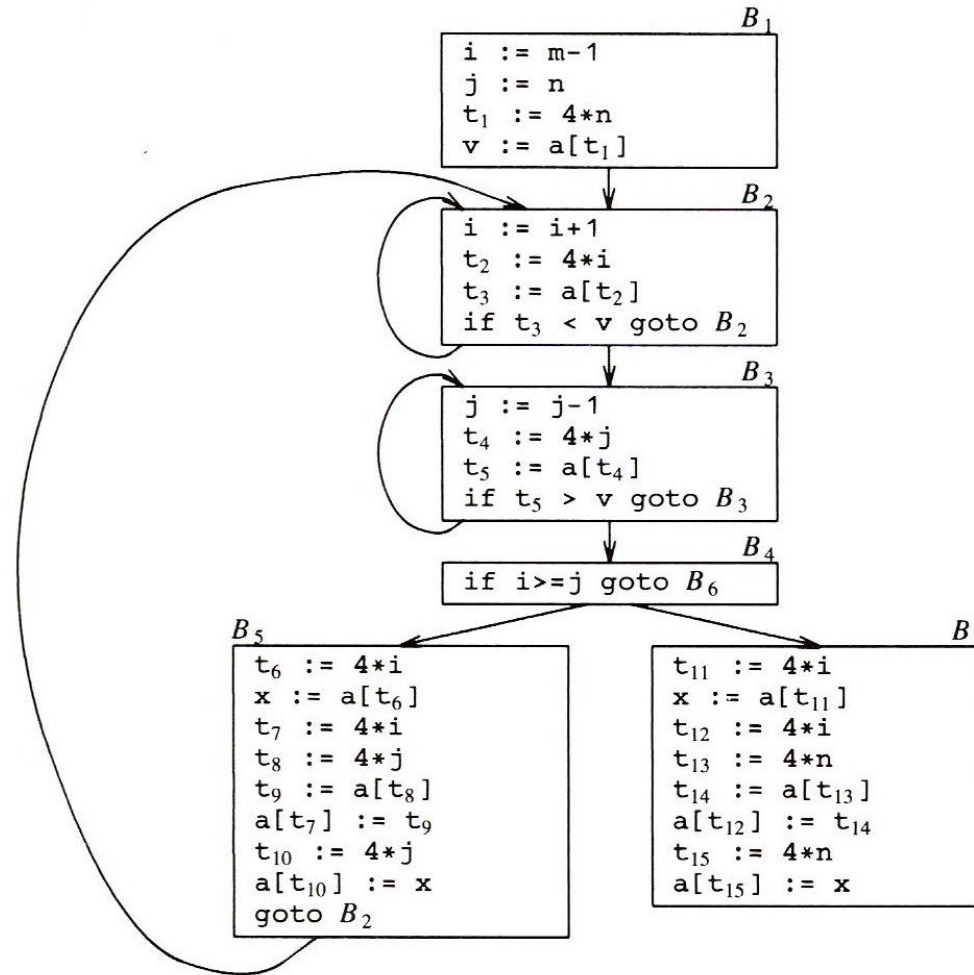 B₁
i := m-1
j := n
t₁ := 4*n
v := a[t₁]
B₂
i := i+1
t₂ := 4*i
t₃ := a[t₂]
if t₃ < v goto B₂
B₃
j := j-1
t₄ := 4*j
t₅ := a[t₄]
if t₅ > v goto B₃
B₄
if i>=j goto B₆
B₅
t₆ := 4*i
x := a[t₆]
t₇ := 4*i
t₈ := 4*j
t₉ := a[t₈]
a[t₇] := t₉
t₁₀ := 4*j
a[t₁₀] := x
goto B₂
B
t₁₁ := 4*i
x := a[t₁₁]
t₁₂ := 4*i
t₁₃ := 4*n
t₁₄ := a[t₁₃]
a[t₁₂] := t₁₄
t₁₅ := 4*n
a[t₁₅] := x